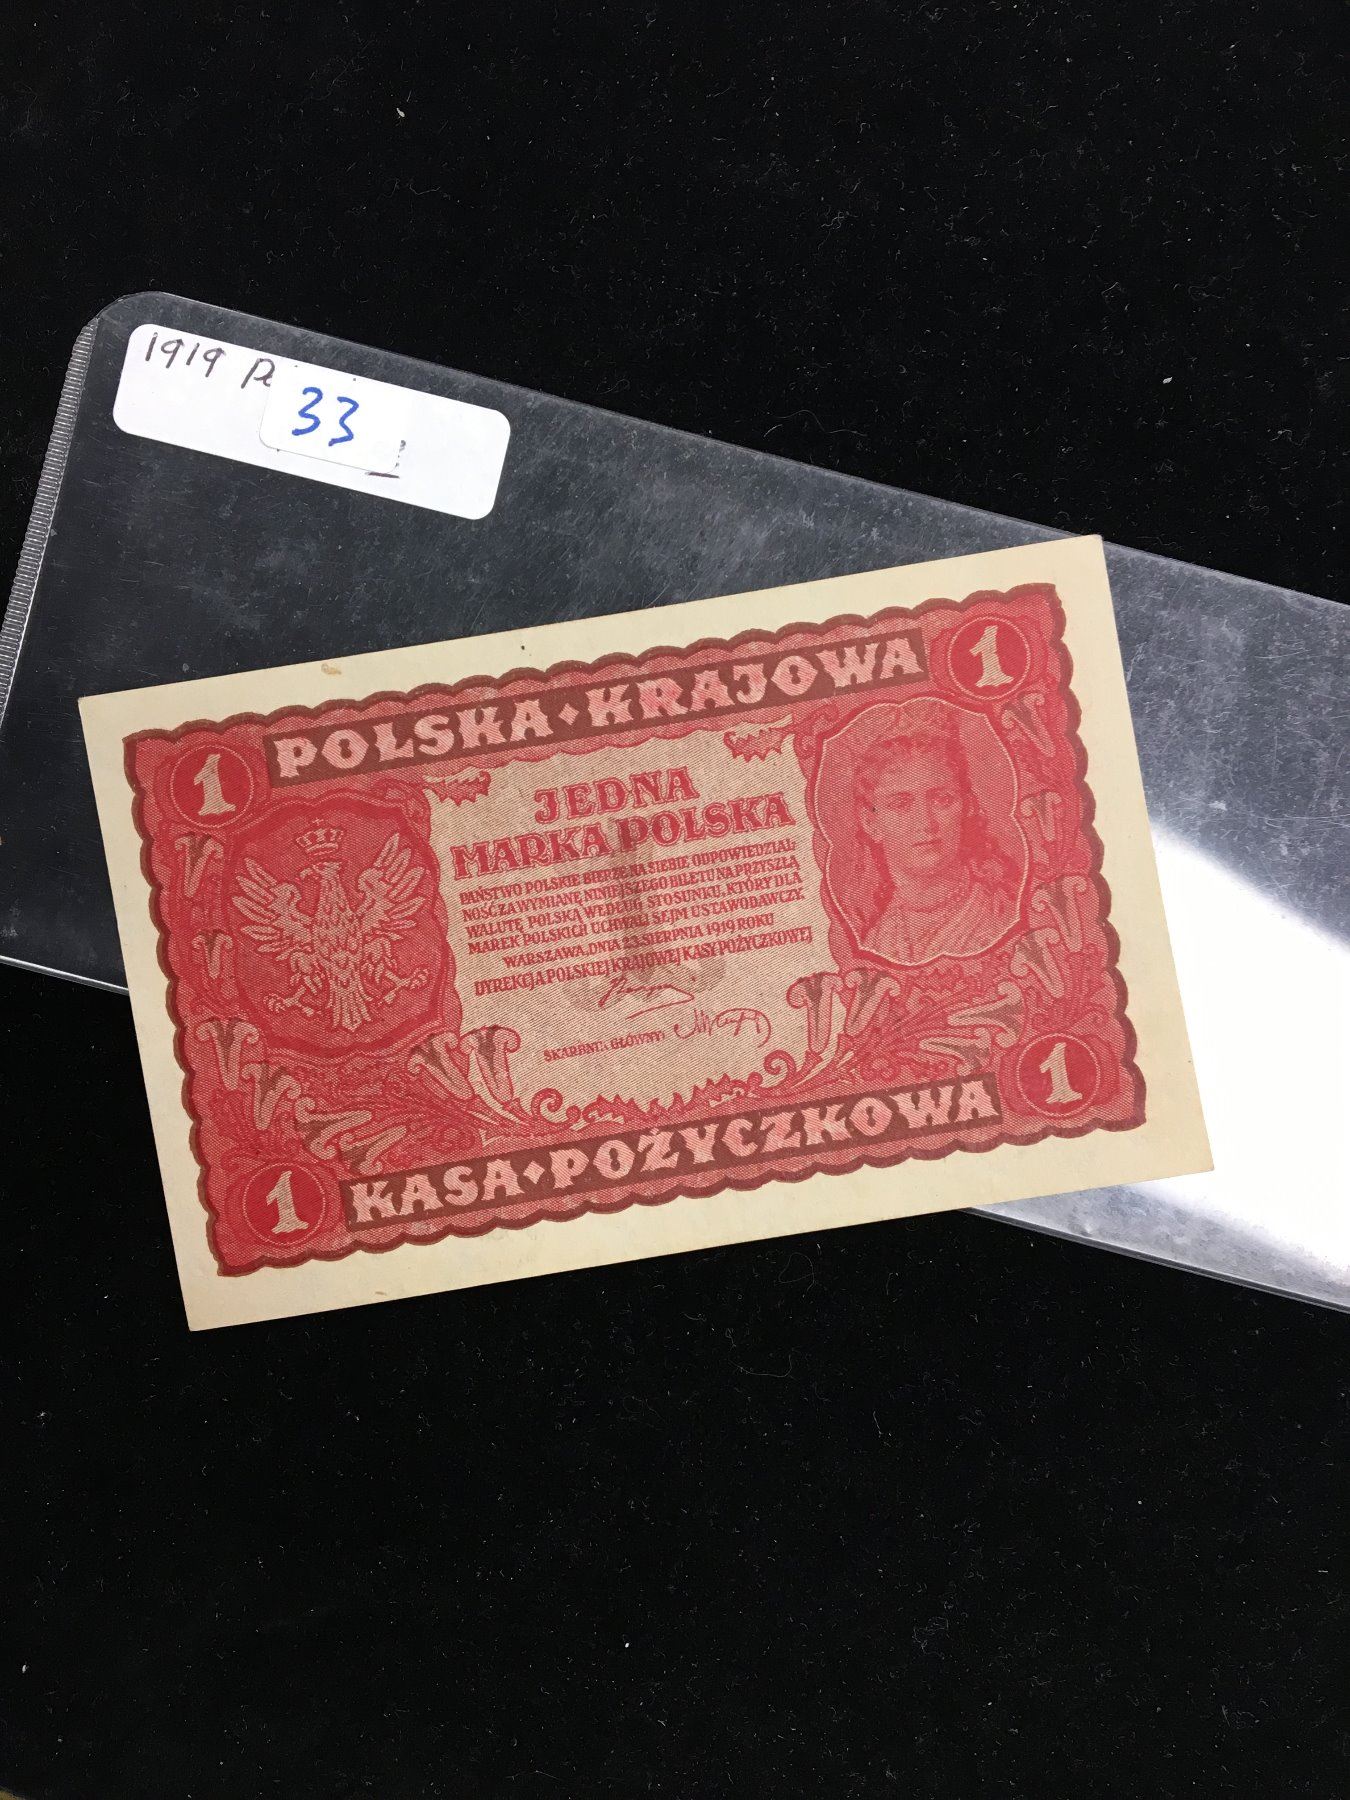 1919
33
POLSKA • KRAJOWA
1
1
JEDNA
MARKA POLSKA
PAŃSTWO POLSKIE BIERZE NA SIEBIE ODPOWIEDZIAL-
NOŚĆ ZA WYMIANĘ NINIEJSZEGO BILETU NA PRZYSZŁĄ
WALUTĘ POLSKĄ WEDŁUG STOSUNKU, KTÓRY DLA
MAREK POLSKICH UCHWALI SEJM USTAWODAWCZY.
WARSZAWA, DNIA 23. SIERPNIA 1919 ROKU
DYREKCJA POLSKIEJ KRAJOWEJ KASY POŻYCZKOWEJ
SKARBNIK GŁÓWNY:
1
1
KASA • POŻYCZKOWA